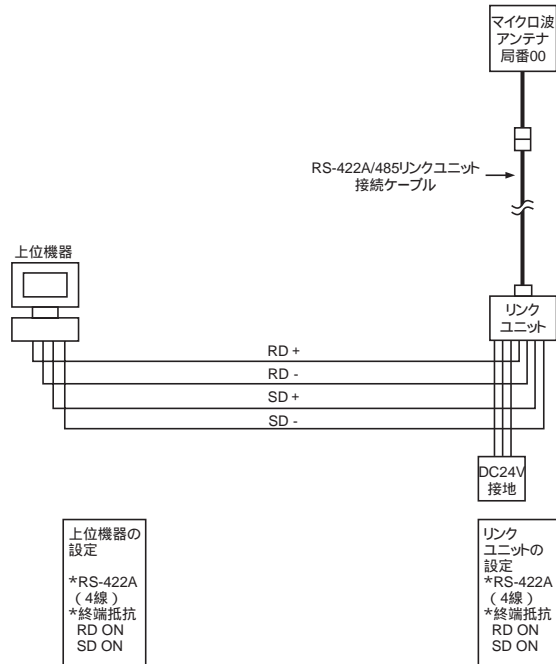 マイクロ波
アンテナ
局番00
RS-422A/485リンクユニット
接続ケーブル
上位機器
リンク
ユニット
RD +
RD -
SD +
SD -
DC24V
接地
上位機器の
設定
*RS-422A
(4線)
*終端抵抗
RD ON
SD ON
リンク
ユニットの
設定
*RS-422A
(4線)
*終端抵抗
RD ON
SD ON